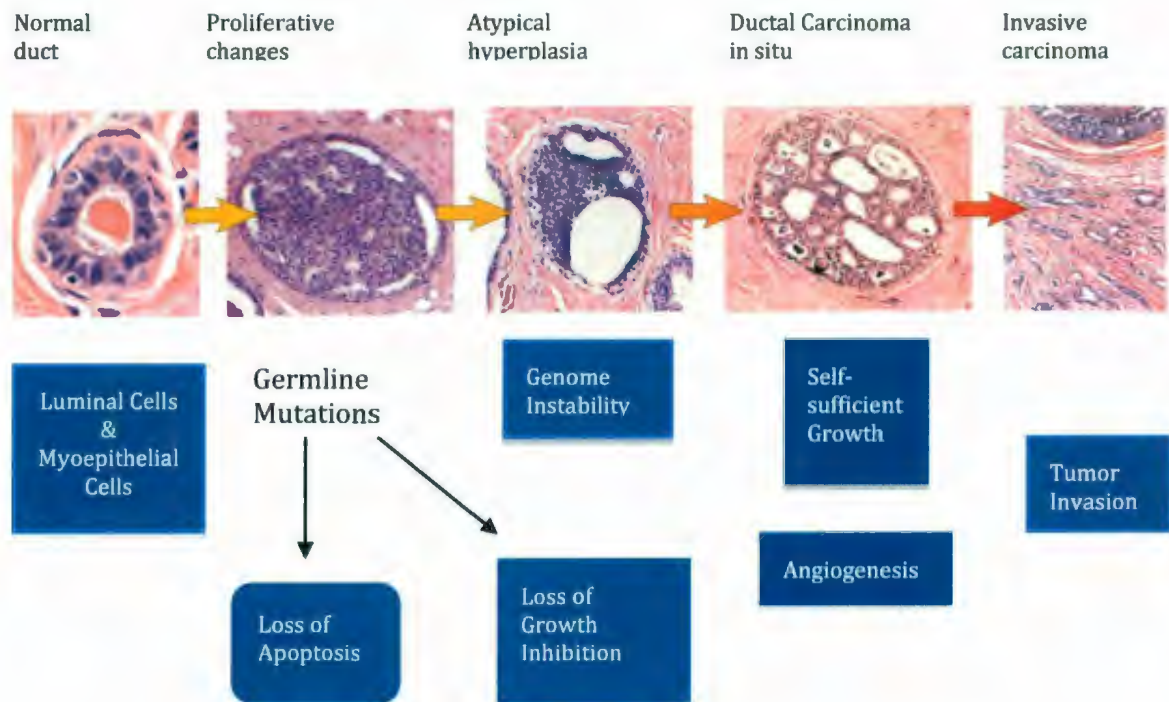 Normal
duct
Proliferative
changes
Atypical
hyperplasia
Ductal Carcinoma
in situ
Invasive
carcinoma
Luminal Cells
&
Myoepithelial
Cells
Germline
Mutations
Genome
Instability
Self-
sufficient
Growth
Tumor
Invasion
Angiogenesis
Loss of
Apoptosis
Loss of
Growth
Inhibition